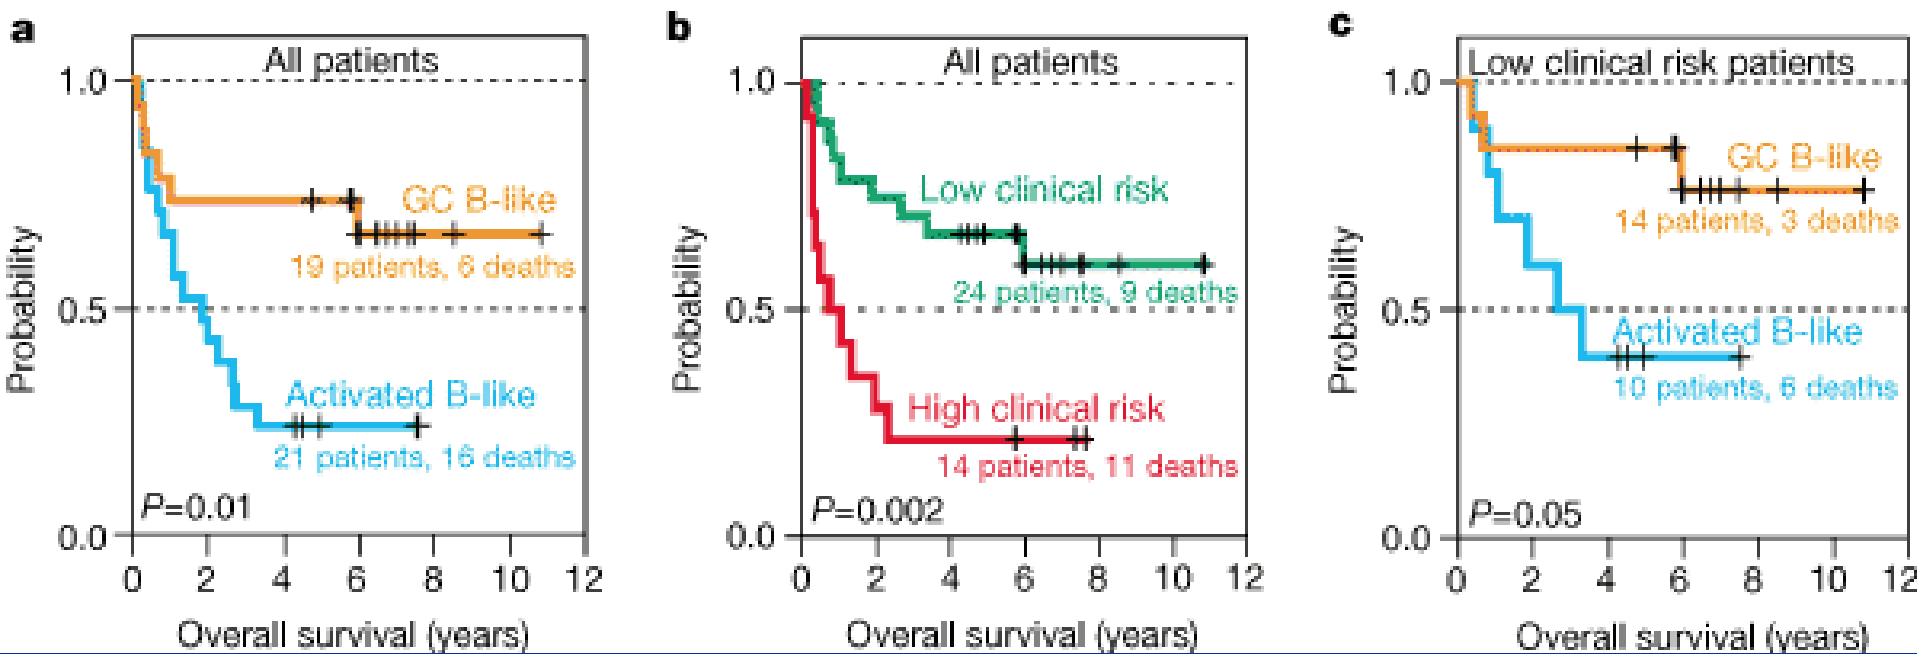 a
All patients
1.0
GC B-like
19 patients, 6 deaths
Probability
0.5
Activated B-like
21 patients, 16 deaths
P=0.01
0.0
0 2 4 6 8 10 12
Overall survival (years)
b
All patients
1.0
Low clinical risk
24 patients, 9 deaths
Probability
0.5
High clinical risk
14 patients, 11 deaths
P=0.002
0.0
0 2 4 6 8 10 12
Overall survival (years)
c
Low clinical risk patients
1.0
GC B-like
14 patients, 3 deaths
Probability
0.5
Activated B-like
10 patients, 6 deaths
P=0.05
0.0
0 2 4 6 8 10 12
Overall survival (years)